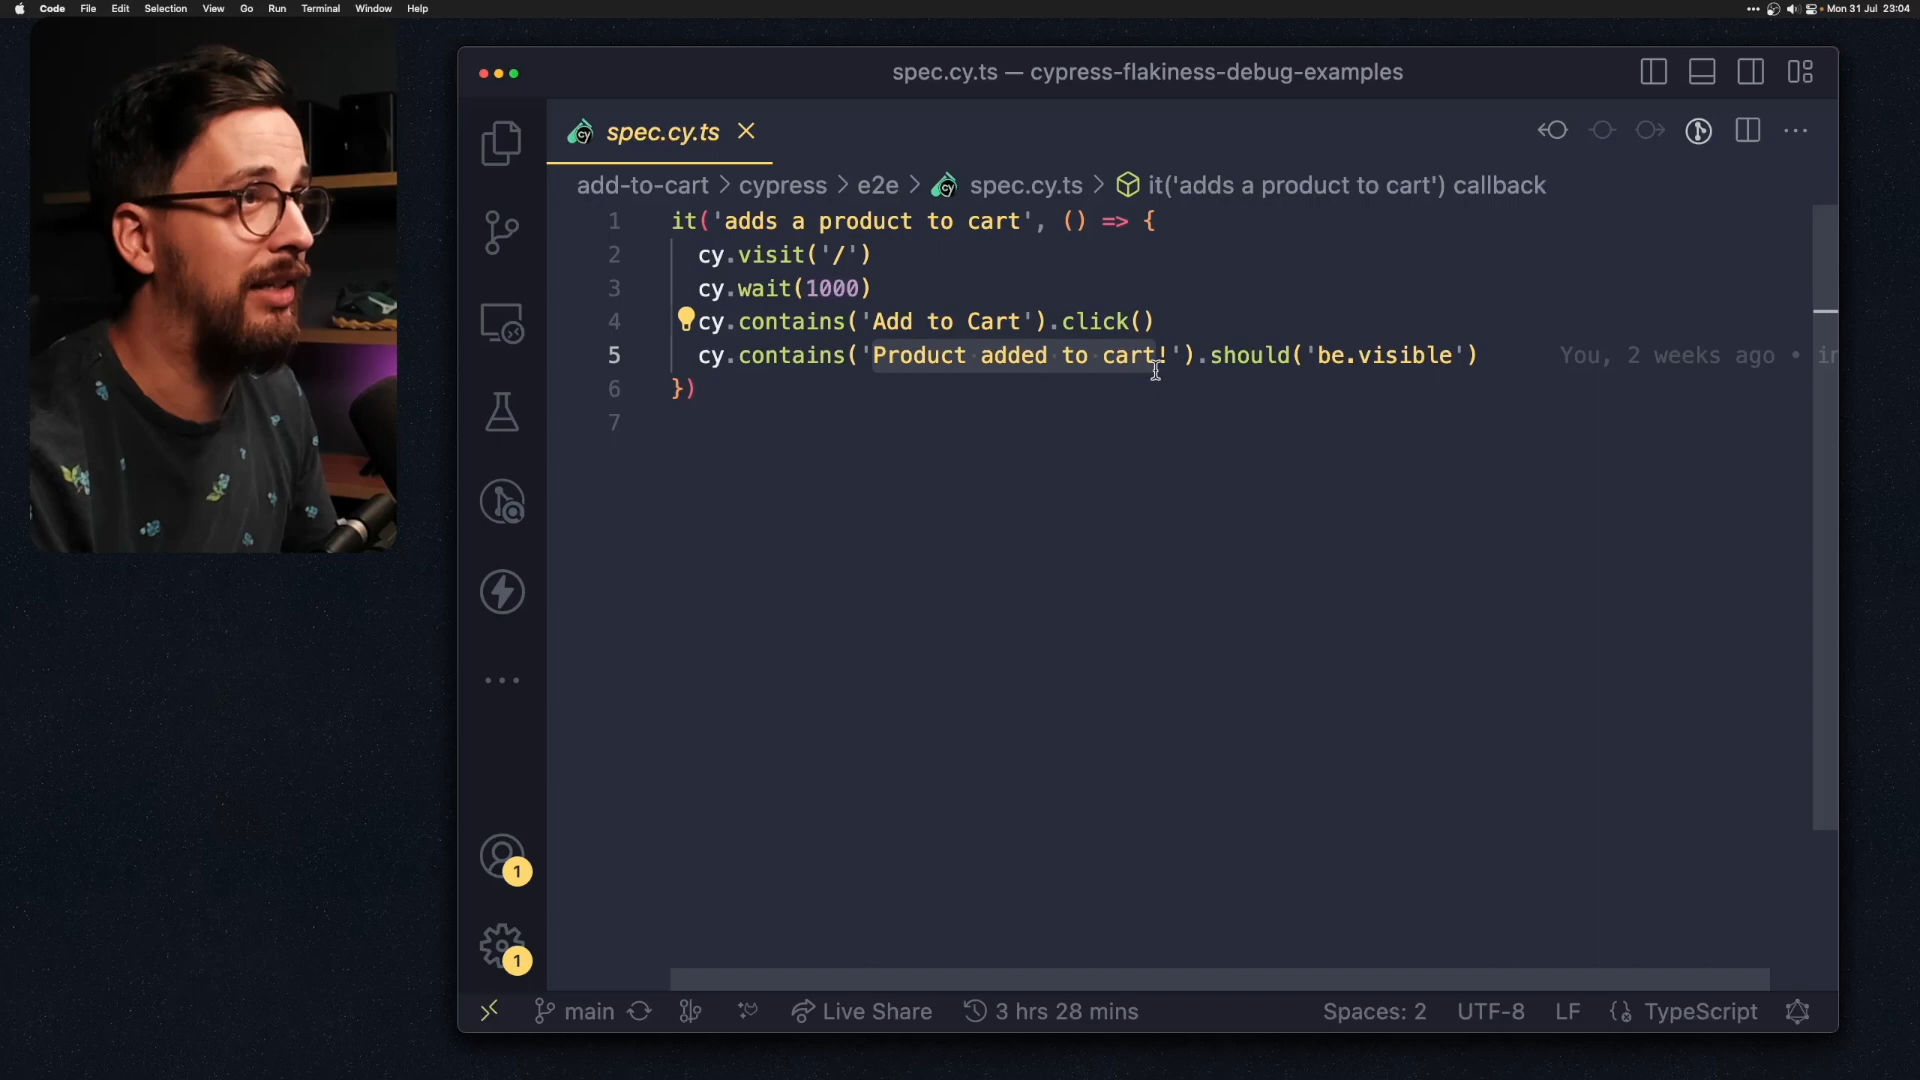 Code File Edit Selection View Go Run Terminal Window Help
Mon 31 Jul 23:04
spec.cy.ts — cypress-flakiness-debug-examples
cy spec.cy.ts
add-to-cart > cypress > e2e > cy spec.cy.ts > it('adds a product to cart') callback
1 it('adds a product to cart', () => {
2 cy.visit('/')
3 cy.wait(1000)
4 cy.contains('Add to Cart').click()
5 cy.contains('Product added to cart!').should('be.visible') You, 2 weeks ago • in
6 })
7
1
1
main Live Share 3 hrs 28 mins Spaces: 2 UTF-8 LF TypeScript